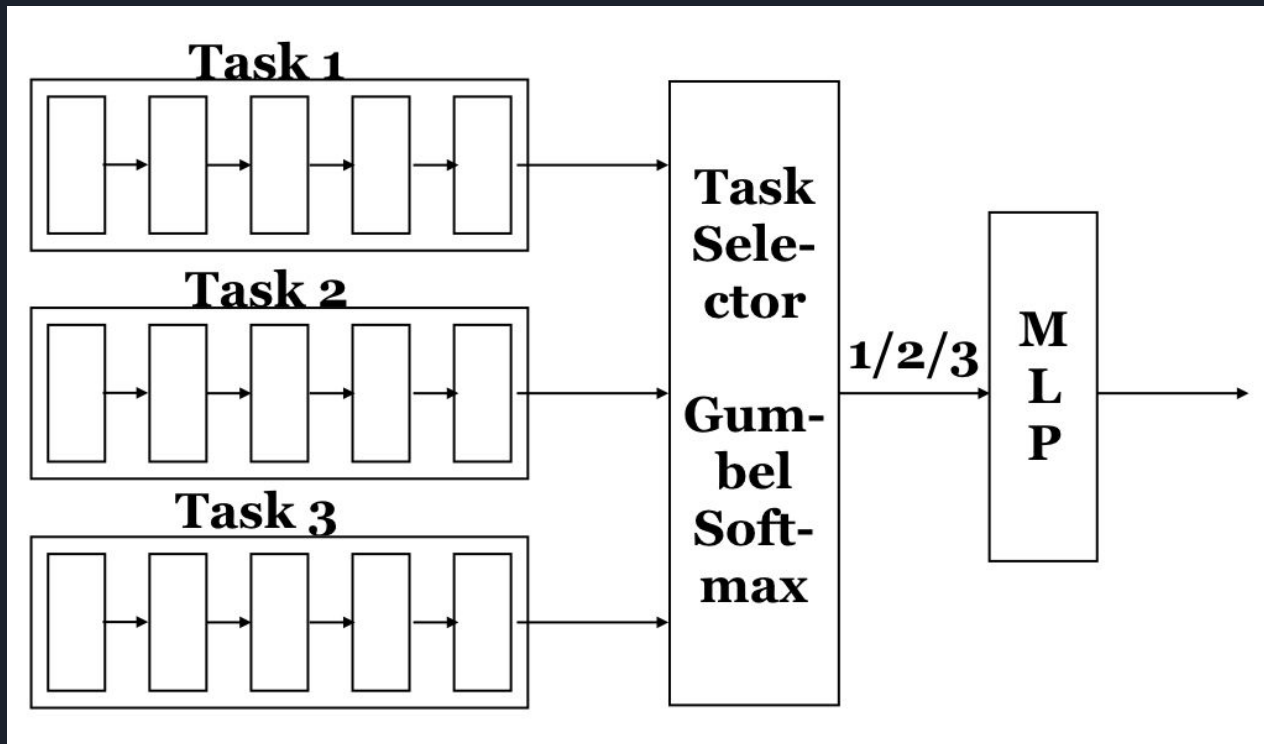 Task 1
Task 2
Task 3
Task
Sele-
ctor
Gum-
bel
Soft-
max
1/2/3
M
L
P